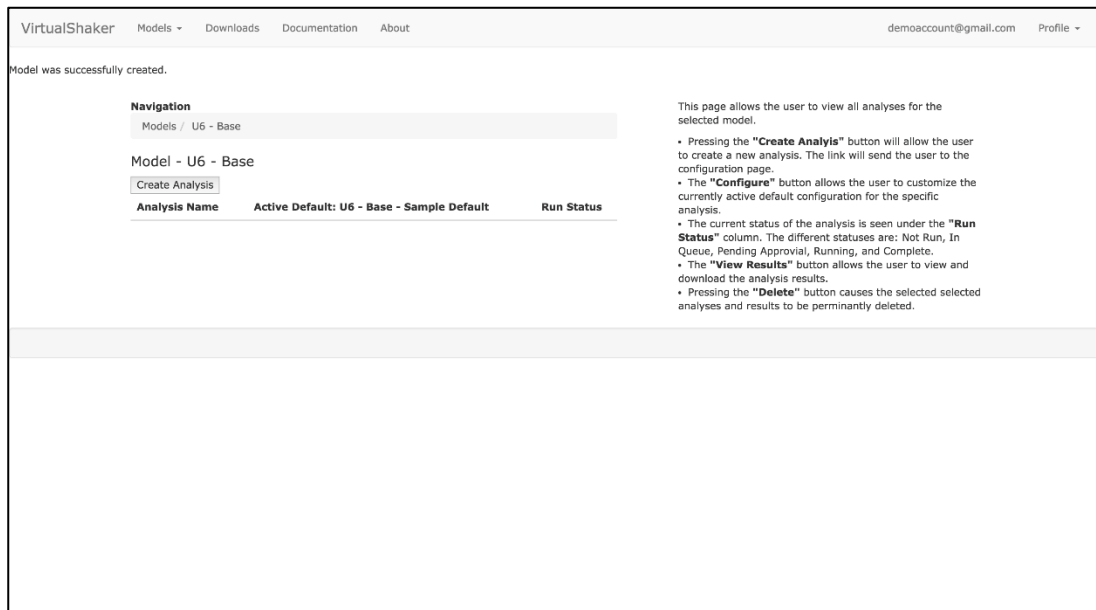 VirtualShaker Models Downloads Documentation About demoaccount@gmail.com Profile
Model was successfully created.
Navigation
Models / U6 - Base
Model - U6 - Base
Create Analysis
Analysis Name Active Default: U6 - Base - Sample Default Run Status
This page allows the user to view all analyses for the
selected model.
• Pressing the "Create Analyis" button will allow the user
to create a new analysis. The link will send the user to the
configuration page.
• The "Configure" button allows the user to customize the
currently active default configuration for the specific
analysis.
• The current status of the analysis is seen under the "Run
Status" column. The different statuses are: Not Run, In
Queue, Pending Approvial, Running, and Complete.
• The "View Results" button allows the user to view and
download the analysis results.
• Pressing the "Delete" button causes the selected selected
analyses and results to be perminantly deleted.